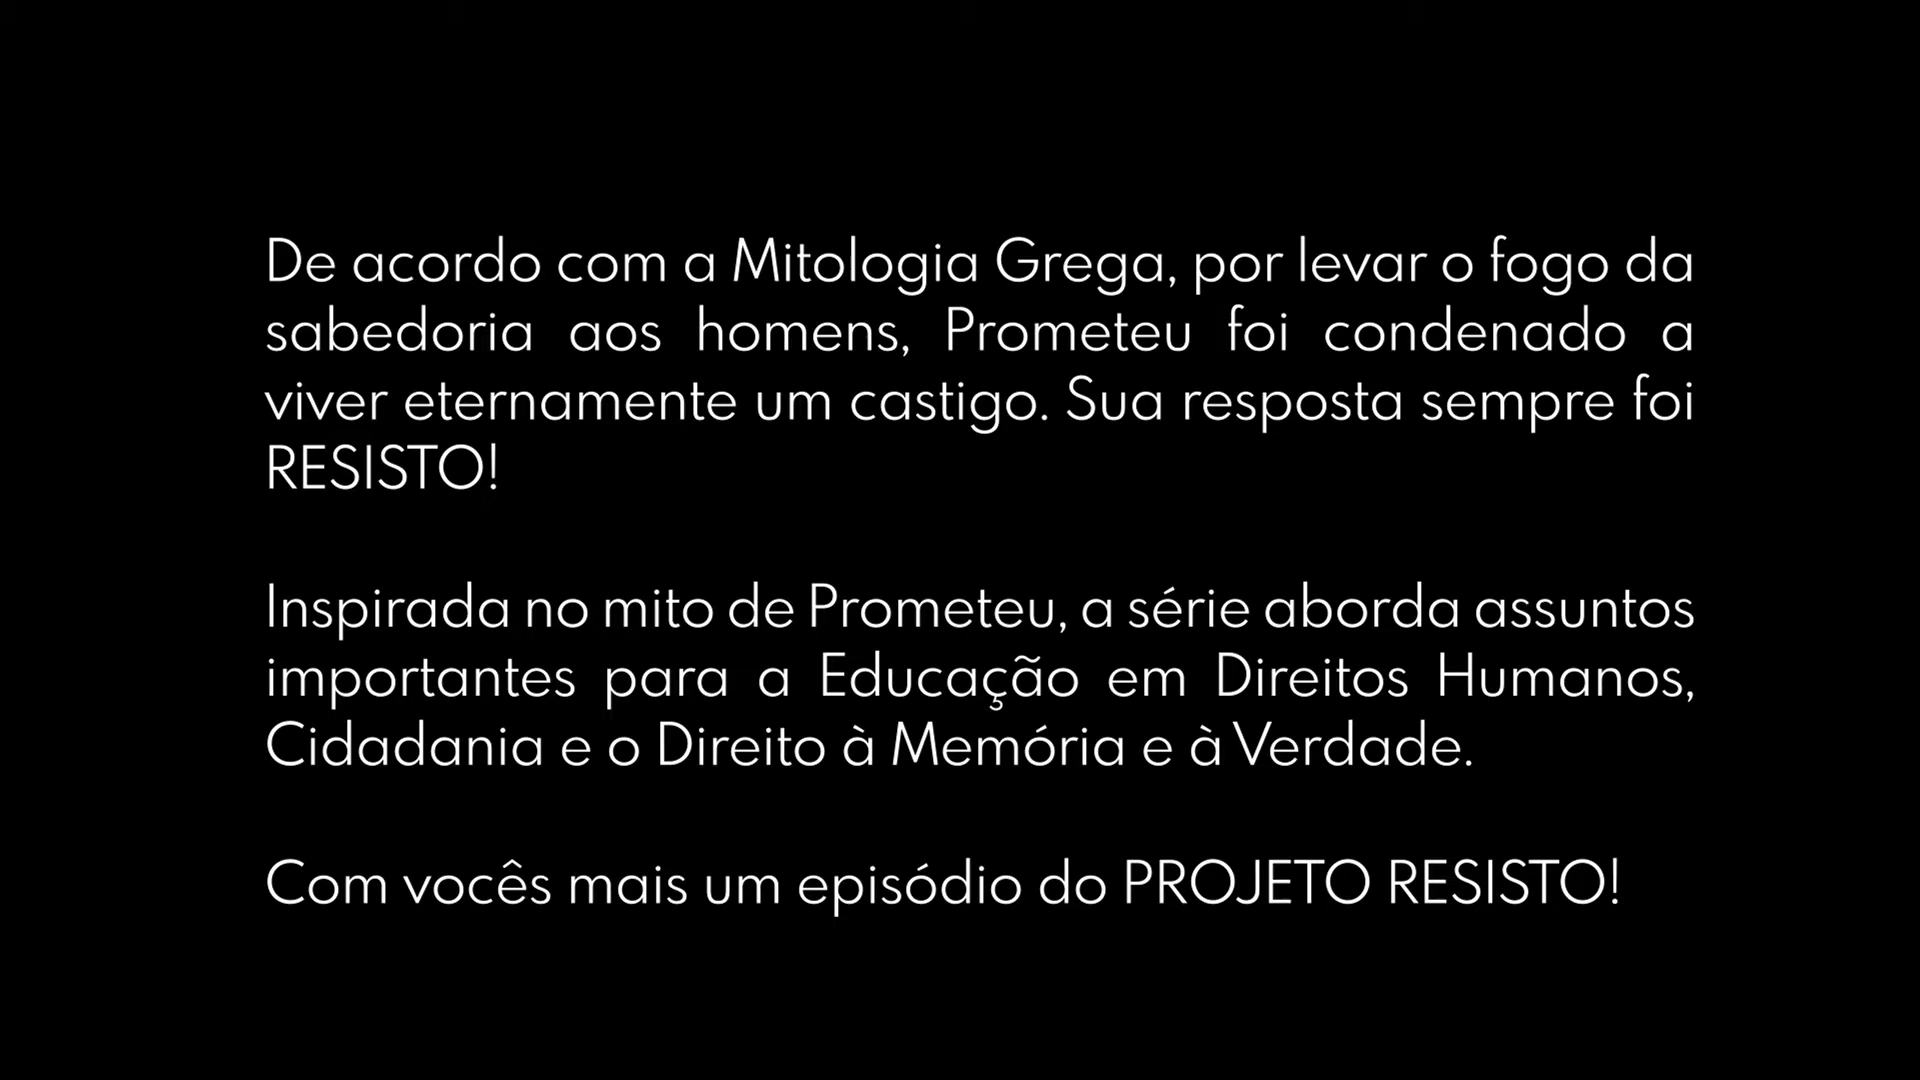 De acordo com a Mitologia Grega, por levar o fogo da
sabedoria aos homens, Prometeu foi condenado a
viver eternamente um castigo. Sua resposta sempre foi
RESISTO!
Inspirada no mito de Prometeu, a série aborda assuntos
importantes para a Educação em Direitos Humanos,
Cidadania e o Direito à Memória e à Verdade.
Com vocês mais um episódio do PROJETO RESISTO!